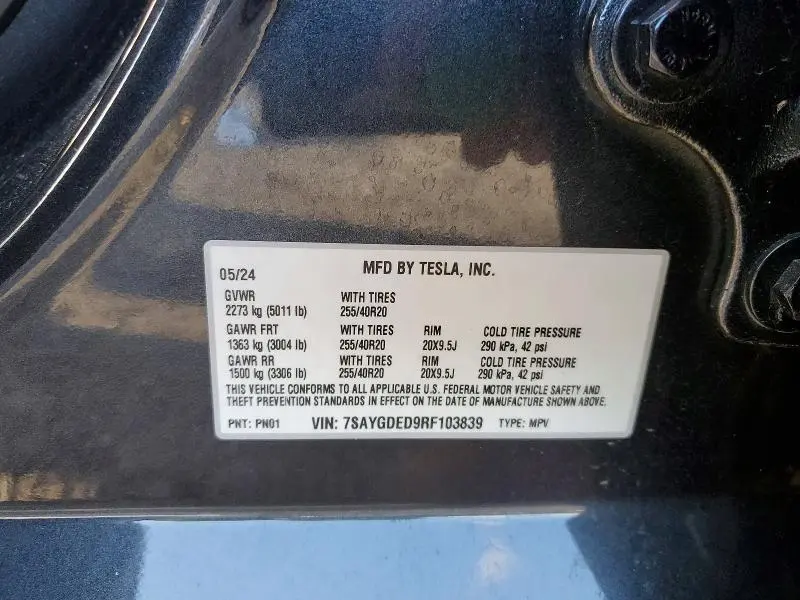 MFD BY TESLA, INC.
05/24
GVWR WITH TIRES
2273 kg (5011 lb) 255/40R20
GAWR FRT WITH TIRES RIM COLD TIRE PRESSURE
1363 kg (3004 lb) 255/40R20 20X9.5J 290 kPa, 42 psi
GAWR RR WITH TIRES RIM COLD TIRE PRESSURE
1500 kg (3306 lb) 255/40R20 20X9.5J 290 kPa, 42 psi
THIS VEHICLE CONFORMS TO ALL APPLICABLE U.S. FEDERAL MOTOR VEHICLE SAFETY AND
THEFT PREVENTION STANDARDS IN EFFECT ON THE DATE OF MANUFACTURE SHOWN ABOVE.
PNT: PN01 VIN: 7SAYGDED9RF103839 TYPE: MPV